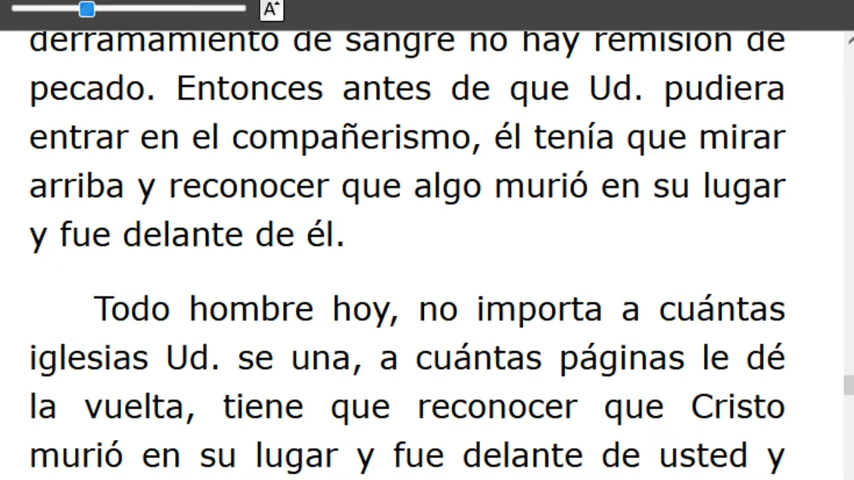 A
derramamiento de sangre no hay remisión de
pecado. Entonces antes de que Ud. pudiera
entrar en el compañerismo, él tenía que mirar
arriba y reconocer que algo murió en su lugar
y fue delante de él.
Todo hombre hoy, no importa a cuántas
iglesias Ud. se una, a cuántas páginas le dé
la vuelta, tiene que reconocer que Cristo
murió en su lugar y fue delante de usted y